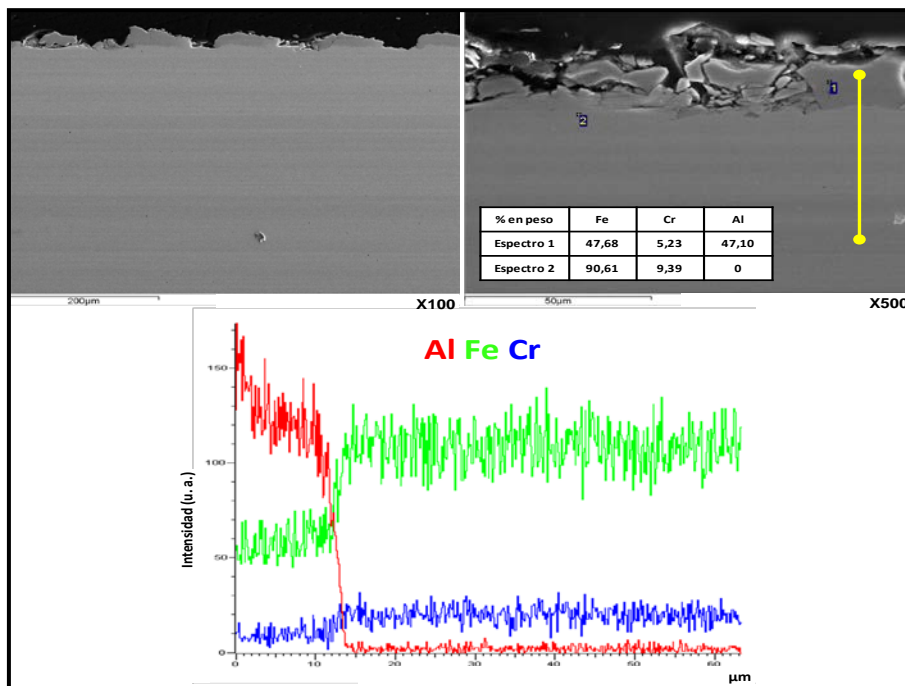 1
2
% en peso Fe Cr Al
Espectro 1 47,68 5,23 47,10
Espectro 2 90,61 9,39 0
200µm
X100
50µm
X500
Al Fe Cr
Intensidad (u. a.)
150
100
50
0
0 10 20 30 40 50 60
µm